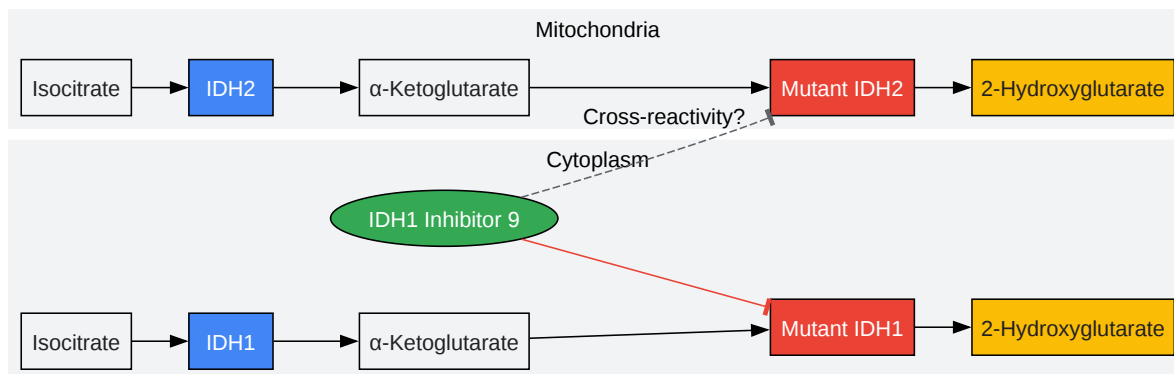 Mitochondria
Isocitrate
IDH2
α-Ketoglutarate
Mutant IDH2
2-Hydroxyglutarate
Cross-reactivity?
Cytoplasm
IDH1 Inhibitor 9
Isocitrate
IDH1
α-Ketoglutarate
Mutant IDH1
2-Hydroxyglutarate